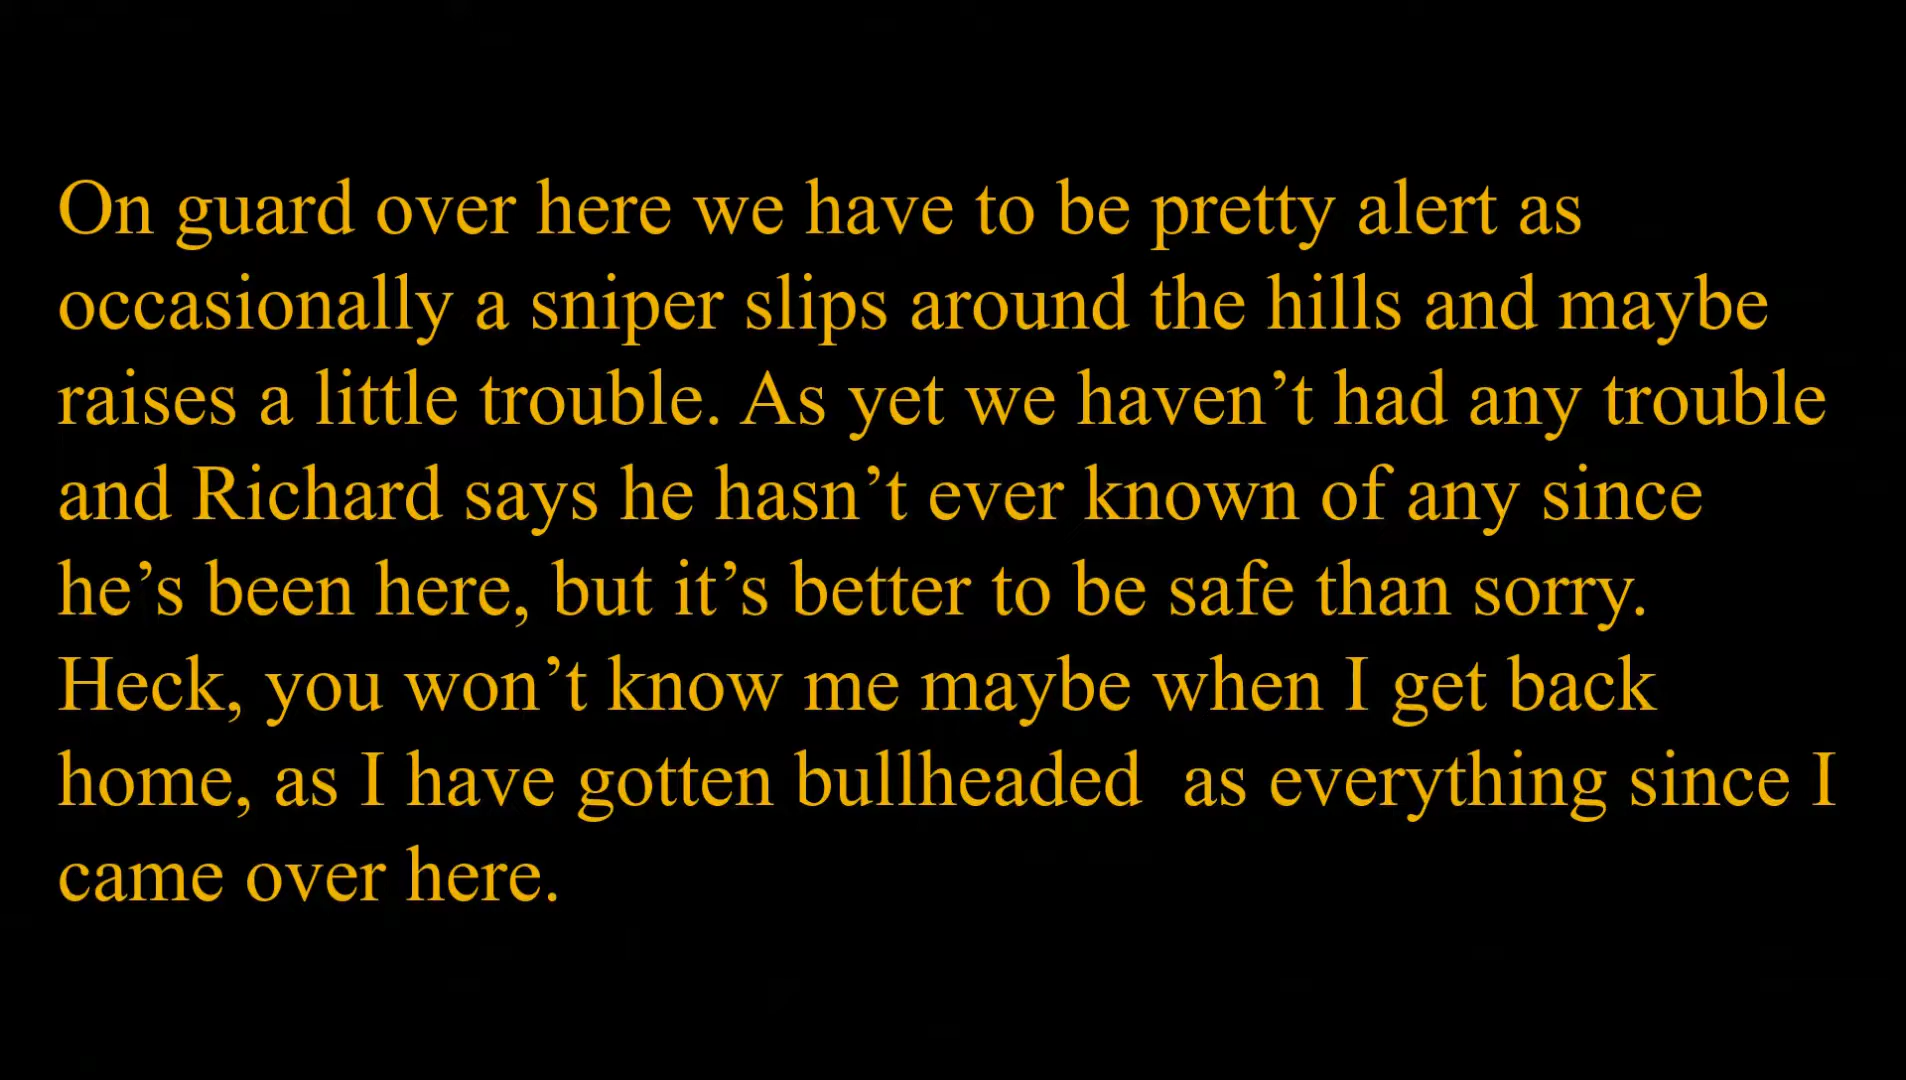 On guard over here we have to be pretty alert as
occasionally a sniper slips around the hills and maybe
raises a little trouble. As yet we haven’t had any trouble
and Richard says he hasn’t ever known of any since
he’s been here, but it’s better to be safe than sorry.
Heck, you won’t know me maybe when I get back
home, as I have gotten bullheaded  as everything since I
came over here.